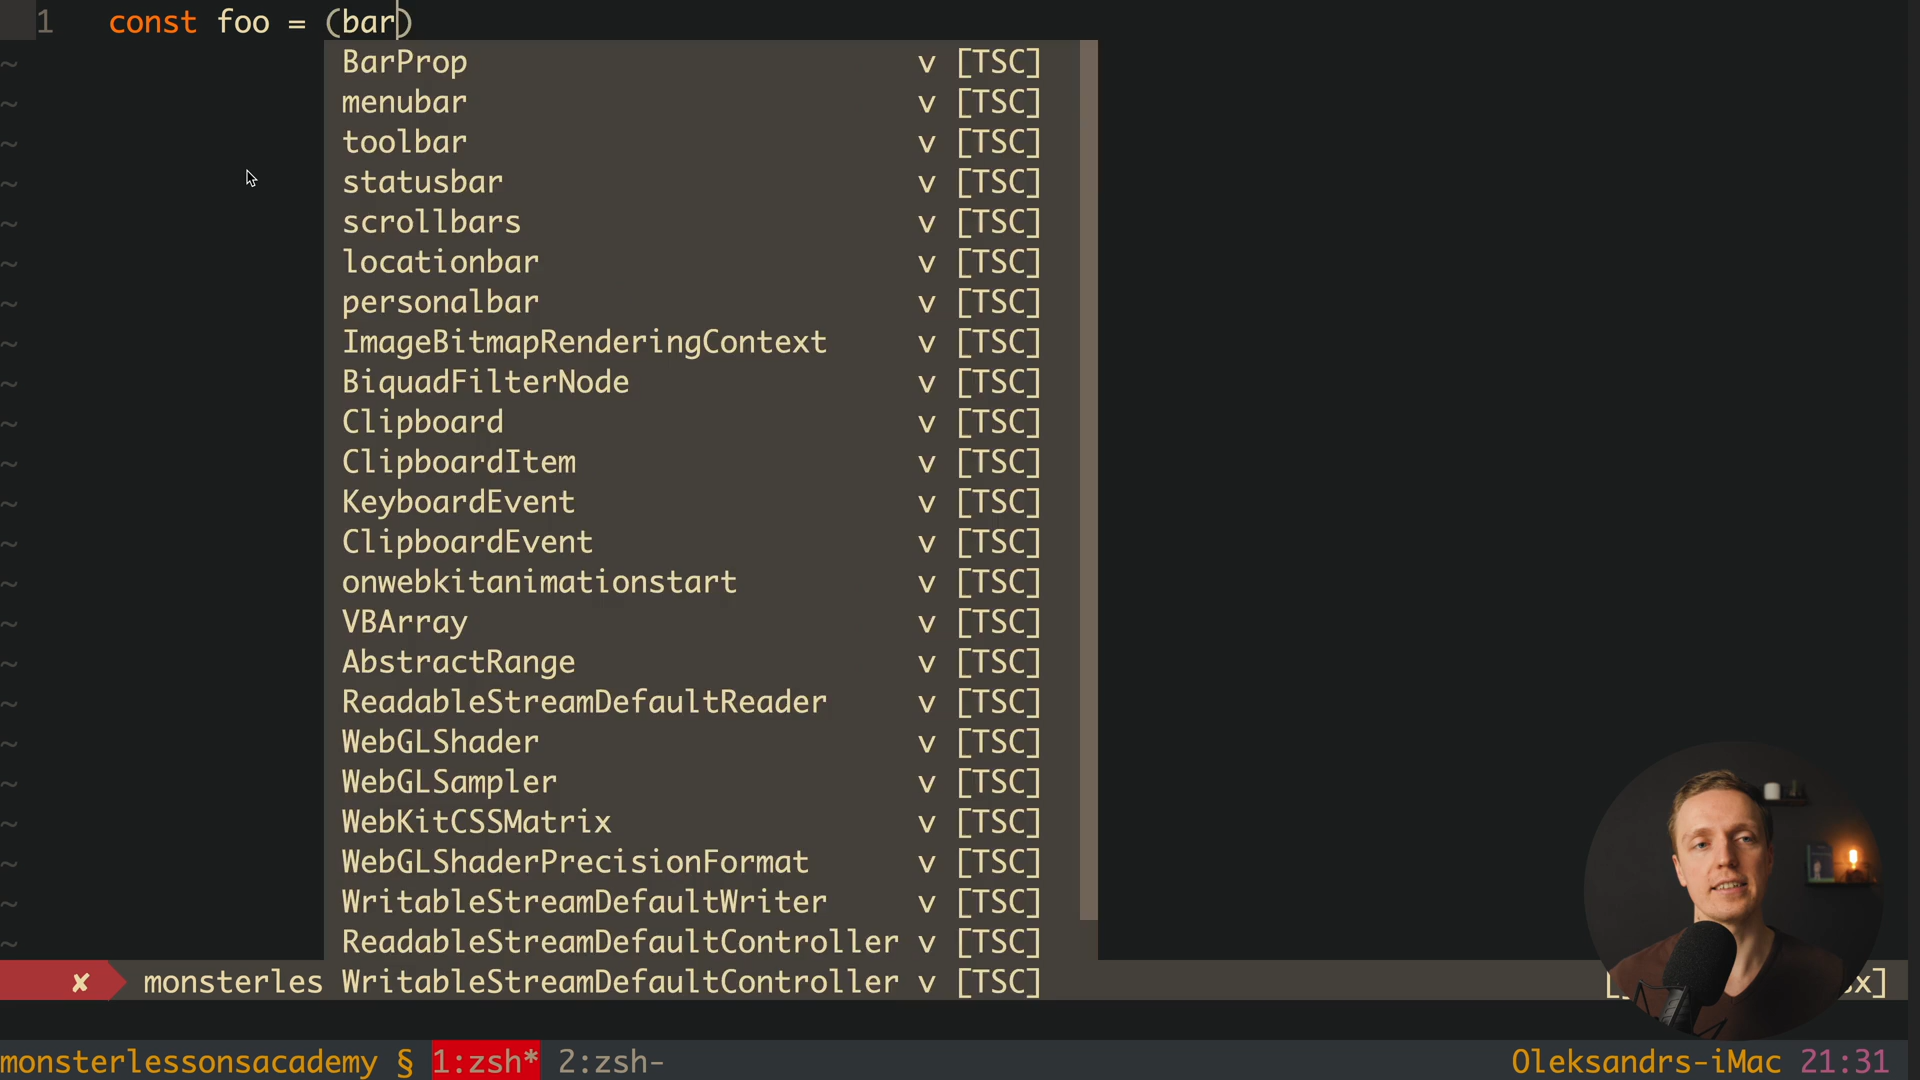 1 const foo = (bar)
~ BarProp v [TSC]
~ menubar v [TSC]
~ toolbar v [TSC]
~ statusbar v [TSC]
~ scrollbars v [TSC]
~ locationbar v [TSC]
~ personalbar v [TSC]
~ ImageBitmapRenderingContext v [TSC]
~ BiquadFilterNode v [TSC]
~ Clipboard v [TSC]
~ ClipboardItem v [TSC]
~ KeyboardEvent v [TSC]
~ ClipboardEvent v [TSC]
~ onwebkitanimationstart v [TSC]
~ VBArray v [TSC]
~ AbstractRange v [TSC]
~ ReadableStreamDefaultReader v [TSC]
~ WebGLShader v [TSC]
~ WebGLSampler v [TSC]
~ WebKitCSSMatrix v [TSC]
~ WebGLShaderPrecisionFormat v [TSC]
~ WritableStreamDefaultWriter v [TSC]
~ ReadableStreamDefaultController v [TSC]
✘ monsterles WritableStreamDefaultController v [TSC]
monsterlessonsacademy § 1:zsh* 2:zsh- Oleksandrs-iMac 21:31